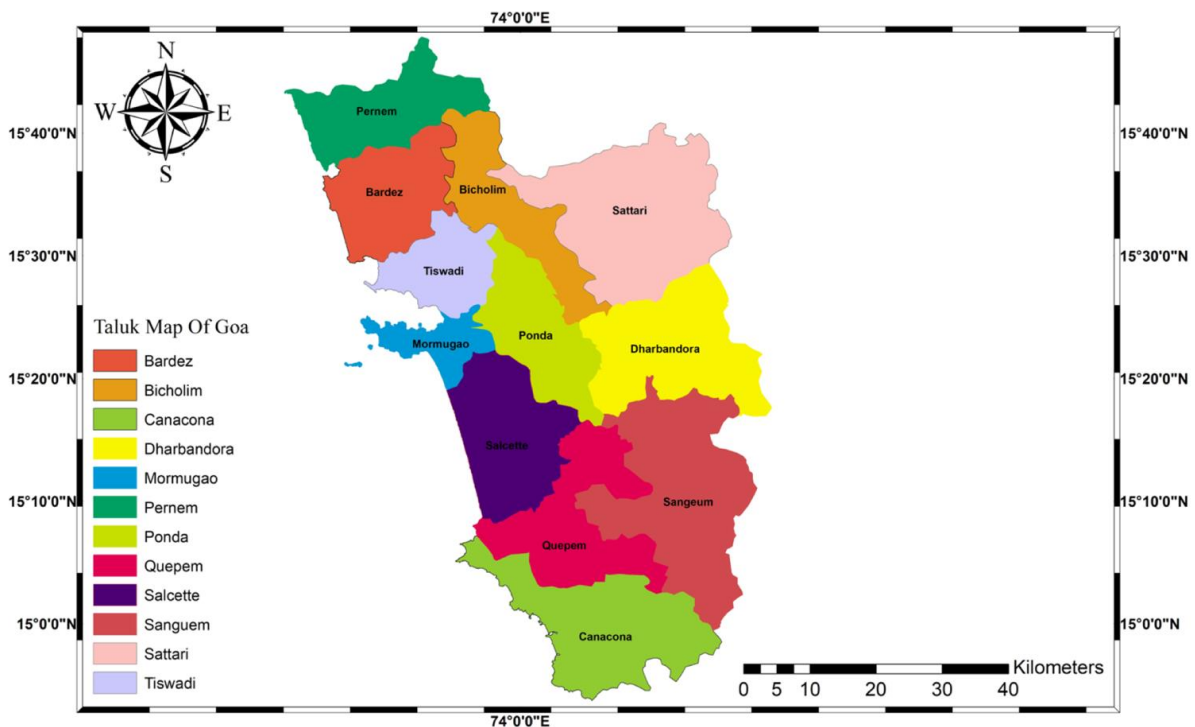 74°0'0"E
N
W E
S
15°40'0"N
15°40'0"N
15°30'0"N
15°30'0"N
15°20'0"N
15°20'0"N
15°10'0"N
15°10'0"N
15°0'0"N
15°0'0"N
Pernem
Bardez
Bicholim
Sattari
Tiswadi
Ponda
Mormugao
Dharbandora
Salcette
Sangeum
Quepem
Canacona
Taluk Map Of Goa
Bardez
Bicholim
Canacona
Dharbandora
Mormugao
Pernem
Ponda
Quepem
Salcette
Sanguem
Sattari
Tiswadi
Kilometers
0 5 10 20 30 40
74°0'0"E